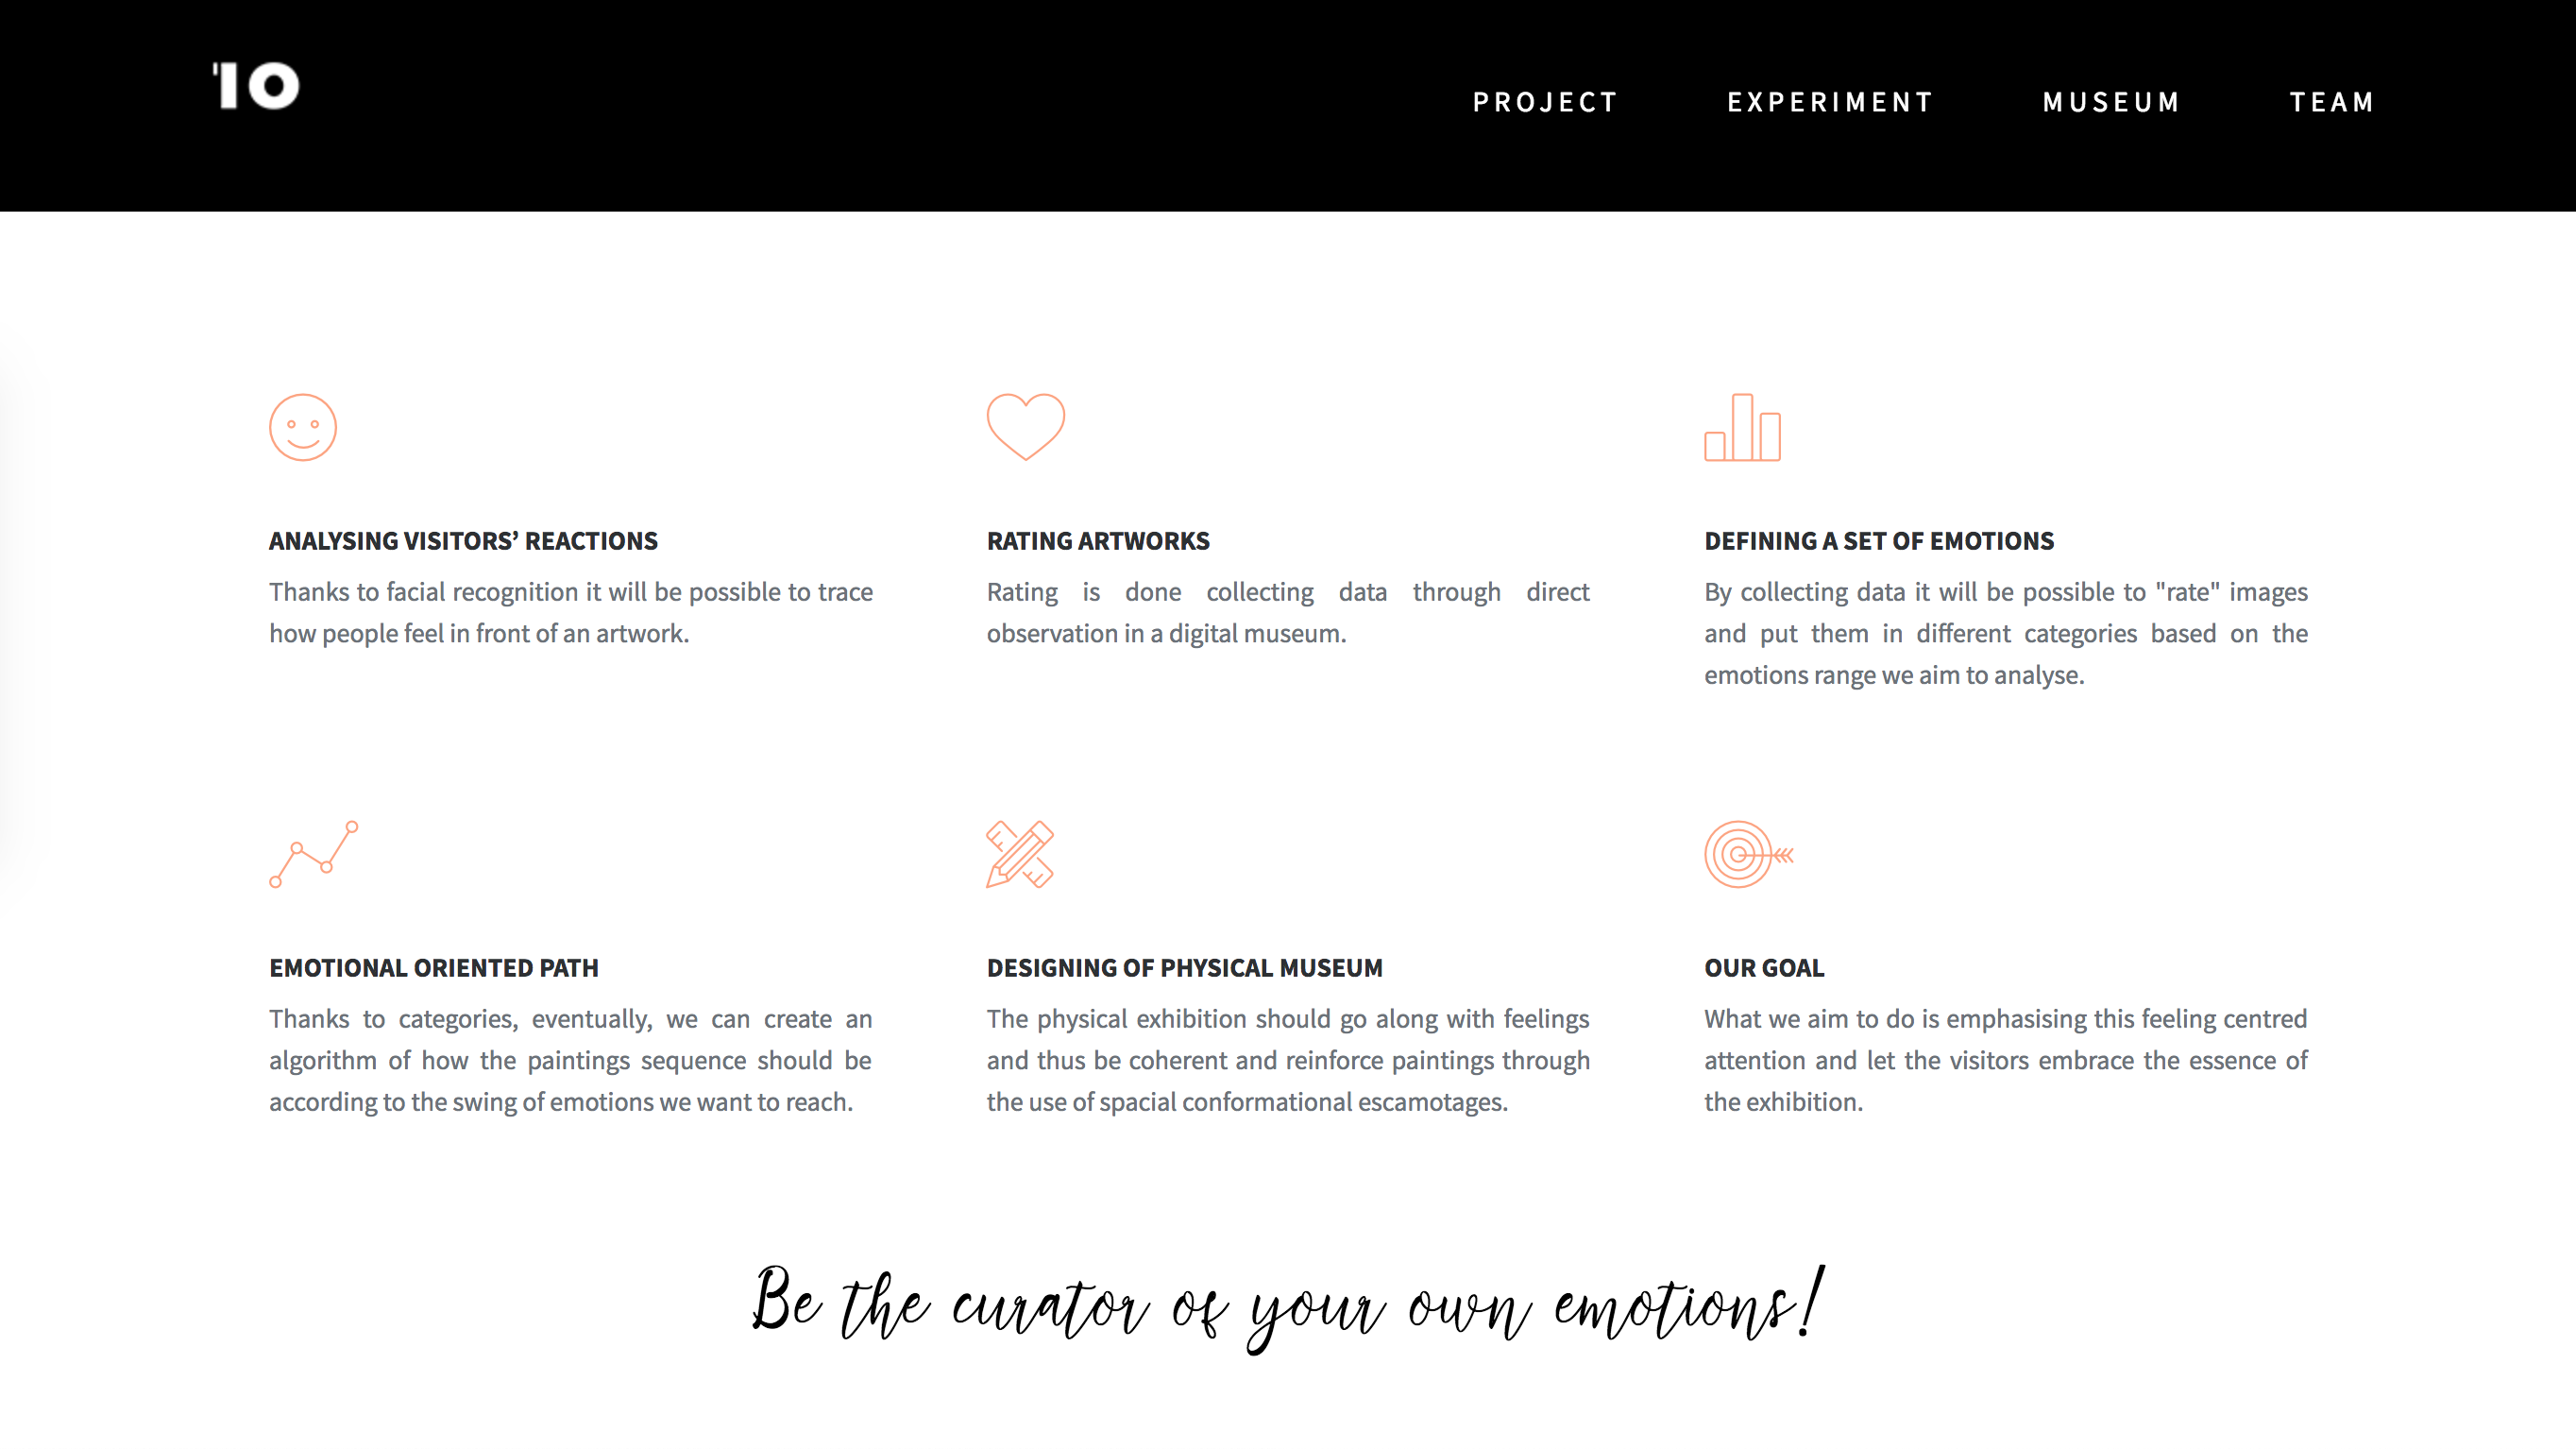 'IO
PROJECT EXPERIMENT MUSEUM TEAM
ANALYSING VISITORS’ REACTIONS
Thanks to facial recognition it will be possible to trace
how people feel in front of an artwork.
RATING ARTWORKS
Rating is done collecting data through direct
observation in a digital museum.
DEFINING A SET OF EMOTIONS
By collecting data it will be possible to "rate" images
and put them in different categories based on the
emotions range we aim to analyse.
EMOTIONAL ORIENTED PATH
Thanks to categories, eventually, we can create an
algorithm of how the paintings sequence should be
according to the swing of emotions we want to reach.
DESIGNING OF PHYSICAL MUSEUM
The physical exhibition should go along with feelings
and thus be coherent and reinforce paintings through
the use of spacial conformational escamotages.
OUR GOAL
What we aim to do is emphasising this feeling centred
attention and let the visitors embrace the essence of
the exhibition.
Be the curator of your own emotions!